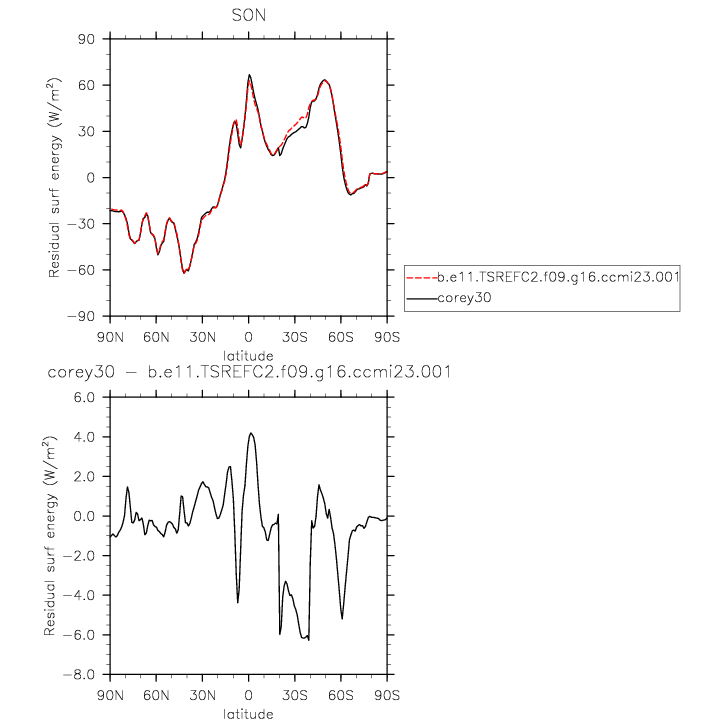 SON
90
60
30
0
−30
−60
−90
Residual surf energy (W/m²)
90N 60N 30N 0 30S 60S 90S
latitude
b.e11.TSREFC2.f09.g16.ccmi23.001
corey30
corey30 − b.e11.TSREFC2.f09.g16.ccmi23.001
6.0
4.0
2.0
0.0
−2.0
−4.0
−6.0
−8.0
Residual surf energy (W/m²)
90N 60N 30N 0 30S 60S 90S
latitude